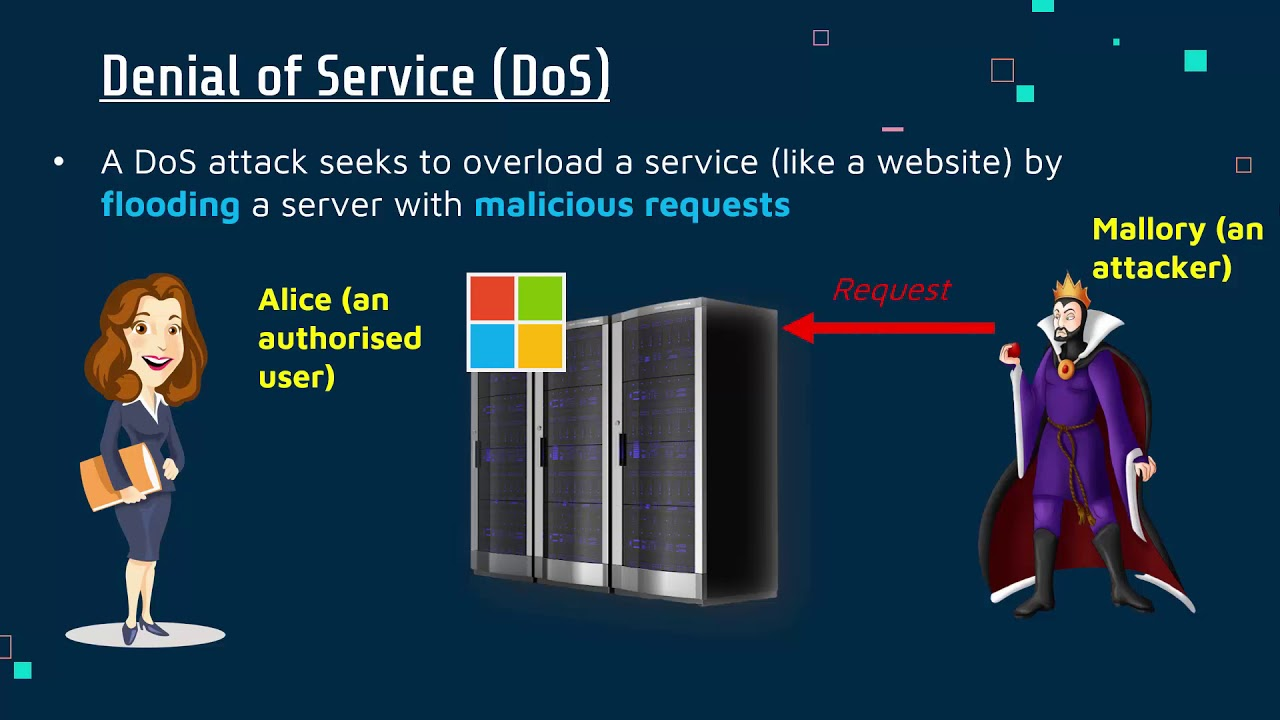 Denial of Service (DoS)
• A DoS attack seeks to overload a service (like a website) by
flooding a server with malicious requests
Mallory (an
attacker)
Alice (an
authorised
user)
Request